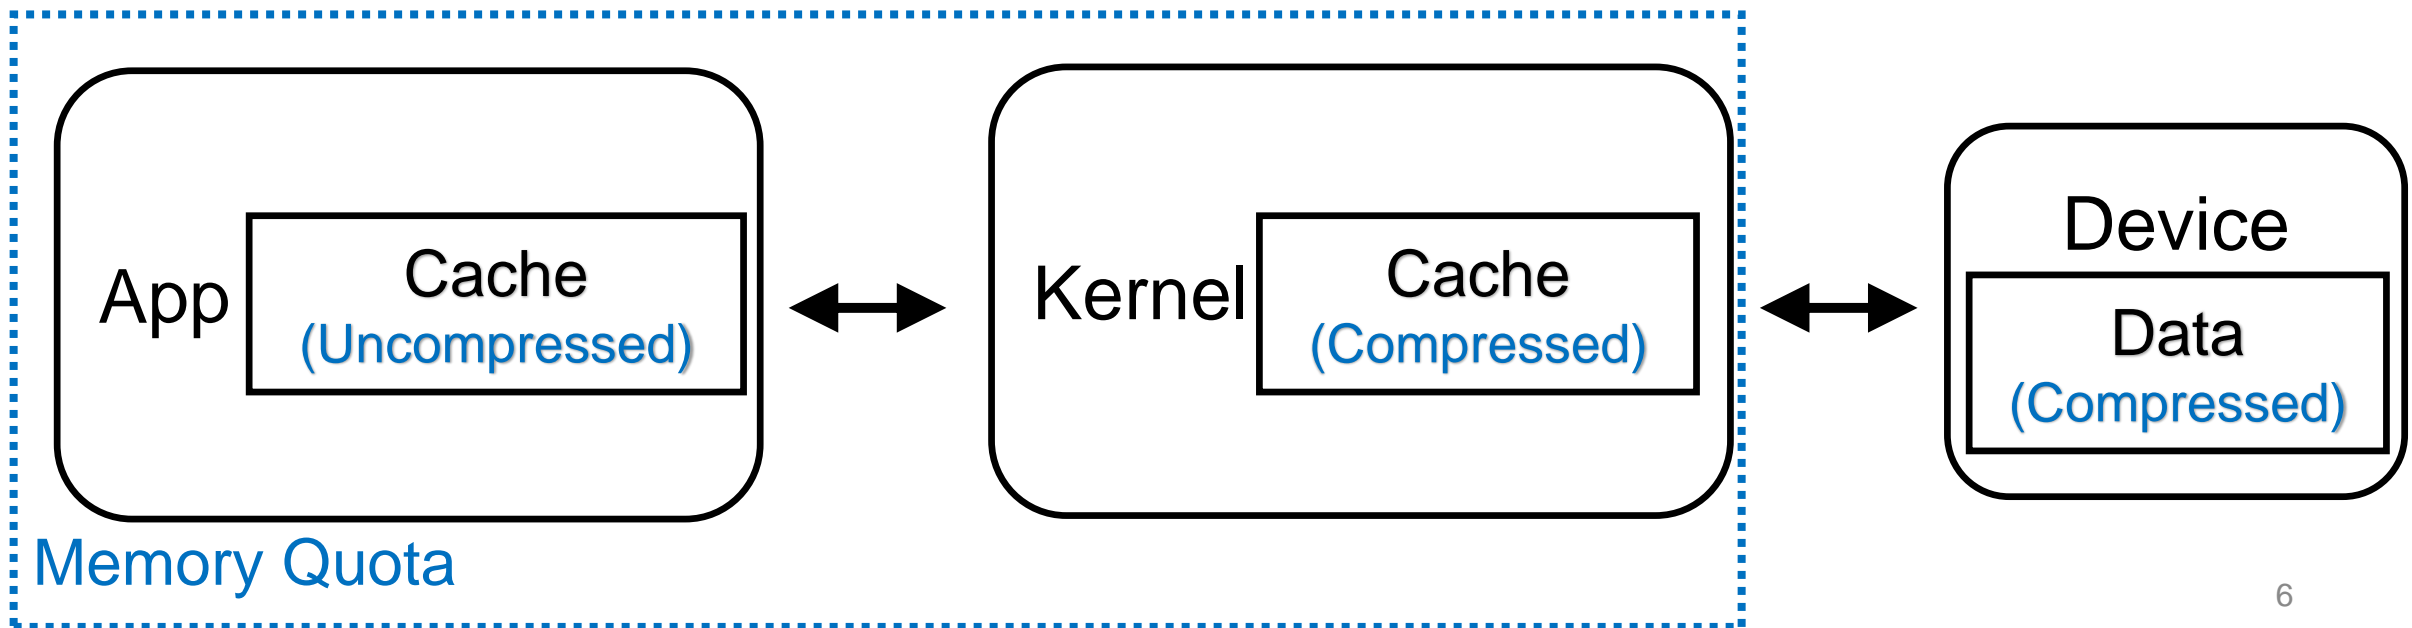 App
Cache
(Uncompressed)
Kernel
Cache
(Compressed)
Device
Data
(Compressed)
Memory Quota
6